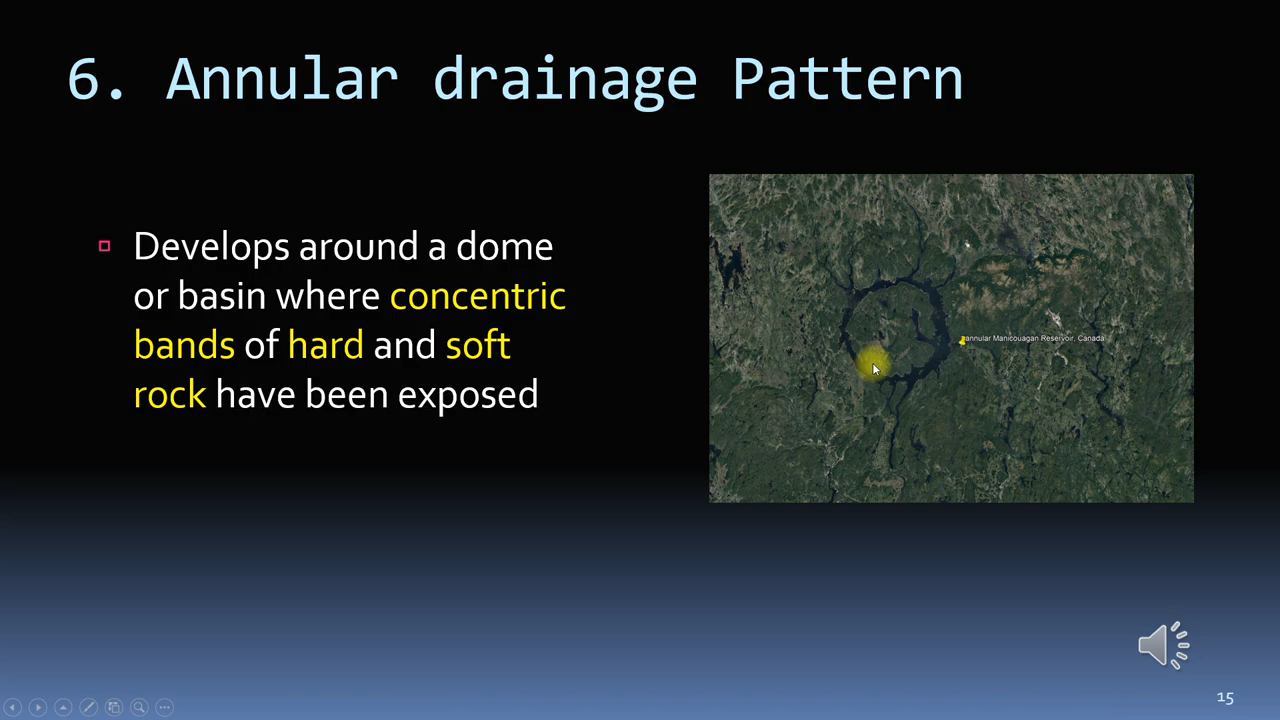 6. Annular drainage Pattern
Develops around a dome
or basin where concentric
bands of hard and soft
rock have been exposed
annular Manicouagan Reservoir, Canada
15